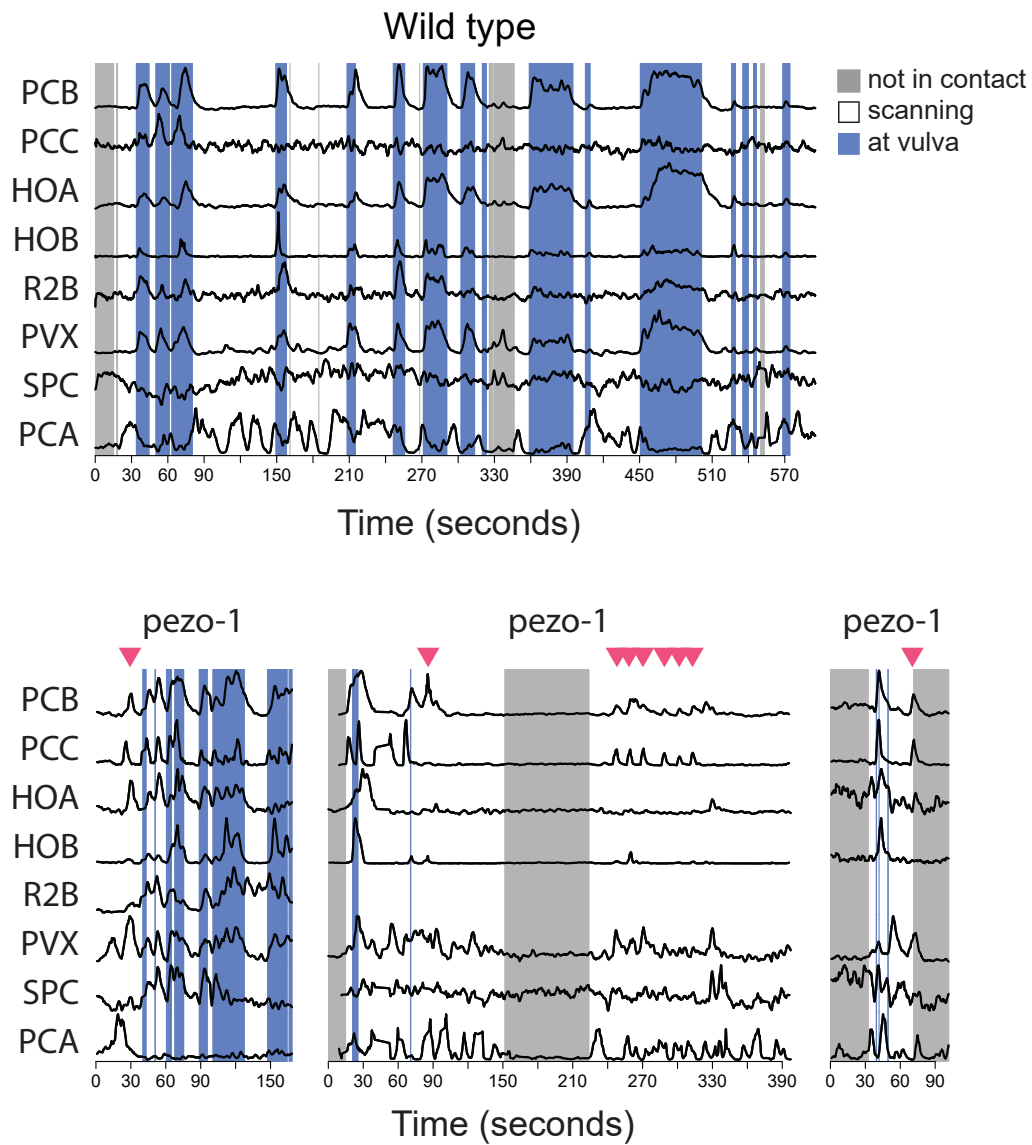 Wild type
PCB
PCC
HOA
HOB
R2B
PVX
SPC
PCA
not in contact
scanning
at vulva
0 30 60 90 150 210 270 330 390 450 510 570
Time (seconds)
pezo-1 pezo-1 pezo-1
PCB
PCC
HOA
HOB
R2B
PVX
SPC
PCA
0 30 60 90 150 0 30 60 90 150 210 270 330 390 0 30 60 90
Time (seconds)